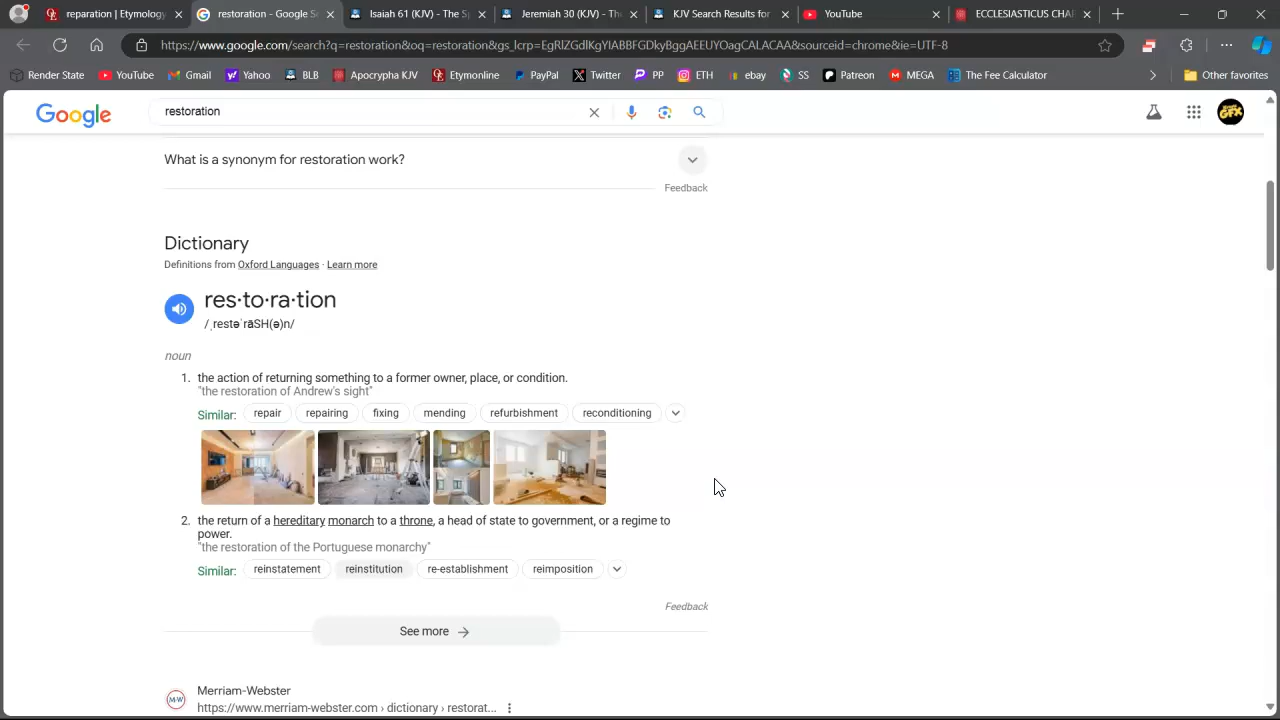 reparation | Etymology
restoration - Google Se
Isaiah 61 (KJV) - The Sp
Jeremiah 30 (KJV) - The
KJV Search Results for
YouTube
ECCLESIASTICUS CHAP
https://www.google.com/search?q=restoration&oq=restoration&gs_lcrp=EgRlZGdlKgYIABBFGDkyBggAEEUYOagCALACAA&sourceid=chrome&ie=UTF-8
Render State
YouTube
Gmail
Yahoo
BLB
Apocrypha KJV
Etymonline
PayPal
Twitter
PP
ETH
ebay
SS
Patreon
MEGA
The Fee Calculator
Other favorites
Google
restoration
What is a synonym for restoration work?
Feedback
Dictionary
Definitions from Oxford Languages · Learn more
res·to·ra·tion
/ˌrestəˈrāSH(ə)n/
noun
1. the action of returning something to a former owner, place, or condition.
"the restoration of Andrew's sight"
Similar: repair repairing fixing mending refurbishment reconditioning
2. the return of a hereditary monarch to a throne, a head of state to government, or a regime to
power.
"the restoration of the Portuguese monarchy"
Similar: reinstatement reinstitution re-establishment reimposition
Feedback
See more
M-W
Merriam-Webster
https://www.merriam-webster.com › dictionary › restorat...